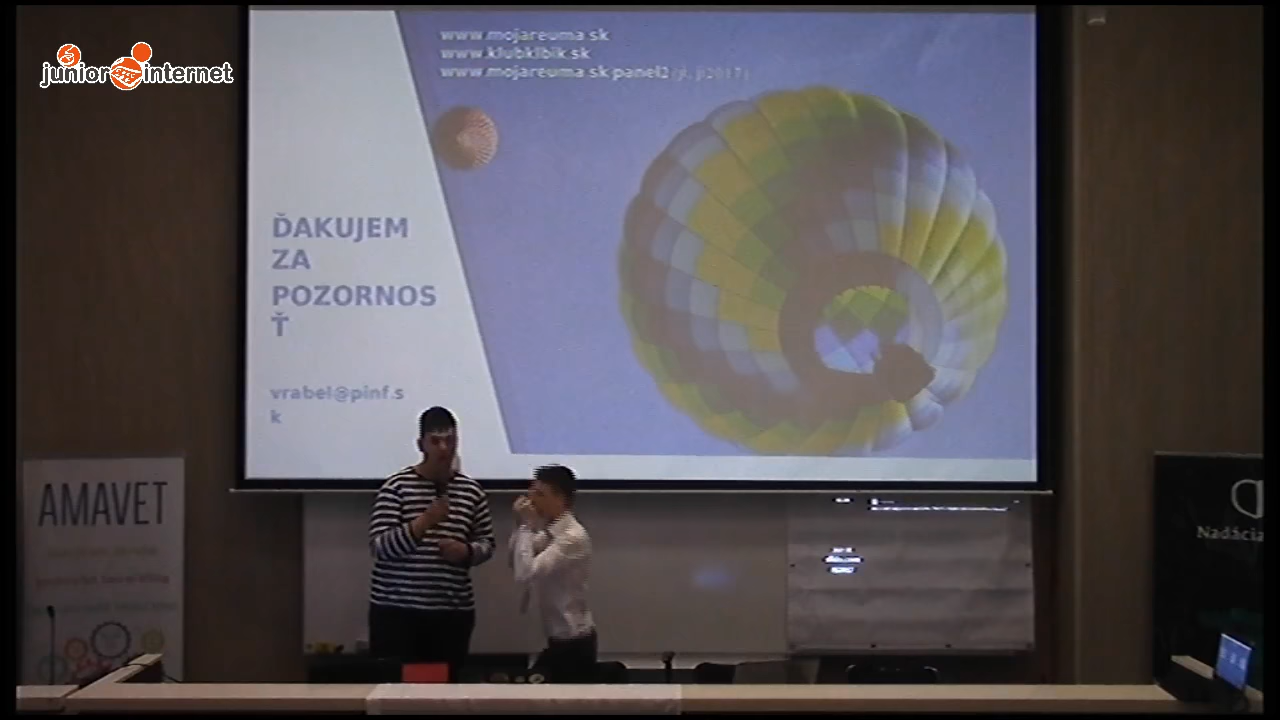 junior internet
www.mojareuma.sk
www.klubklbik.sk
www.mojareuma.sk/panel2
ĎAKUJEM
ZA
POZORNOS
Ť
vrabel@pinf.s
k
AMAVET
Nadácia